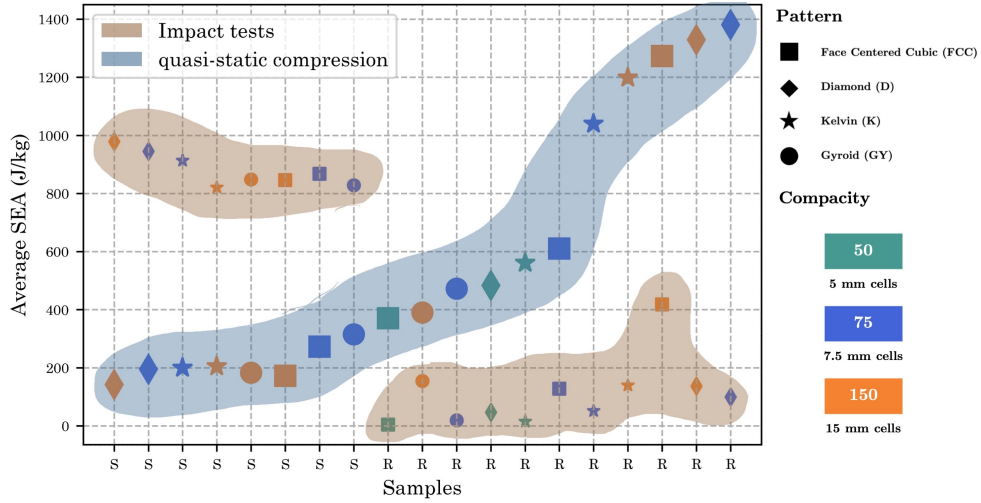 Impact tests
quasi-static compression
Average SEA (J/kg)
1400
1200
1000
800
600
400
200
0
S S S S S S S S R R R R R R R R R R R
Samples
Pattern
Face Centered Cubic (FCC)
Diamond (D)
Kelvin (K)
Gyroid (GY)
Compacity
50
5 mm cells
75
7.5 mm cells
150
15 mm cells